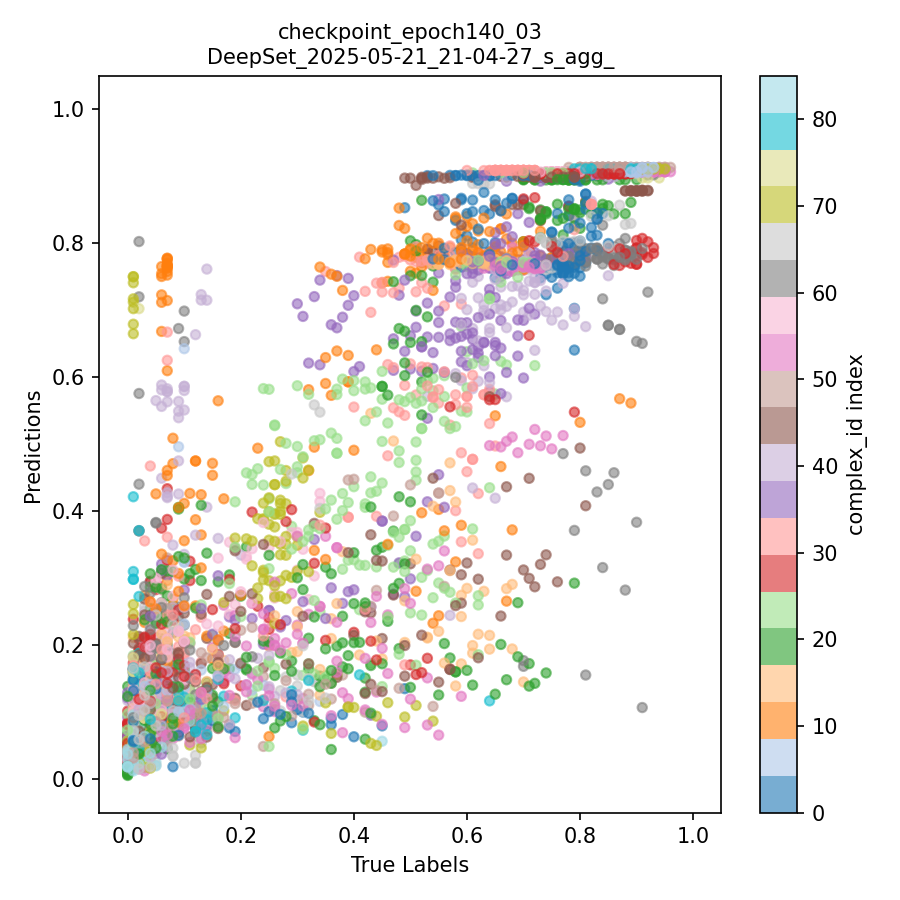 checkpoint_epoch140_03
DeepSet_2025-05-21_21-04-27_s_agg_
1.0
0.8
0.6
0.4
0.2
0.0
Predictions
0.0 0.2 0.4 0.6 0.8 1.0
True Labels
80
70
60
50
40
30
20
10
0
complex_id index